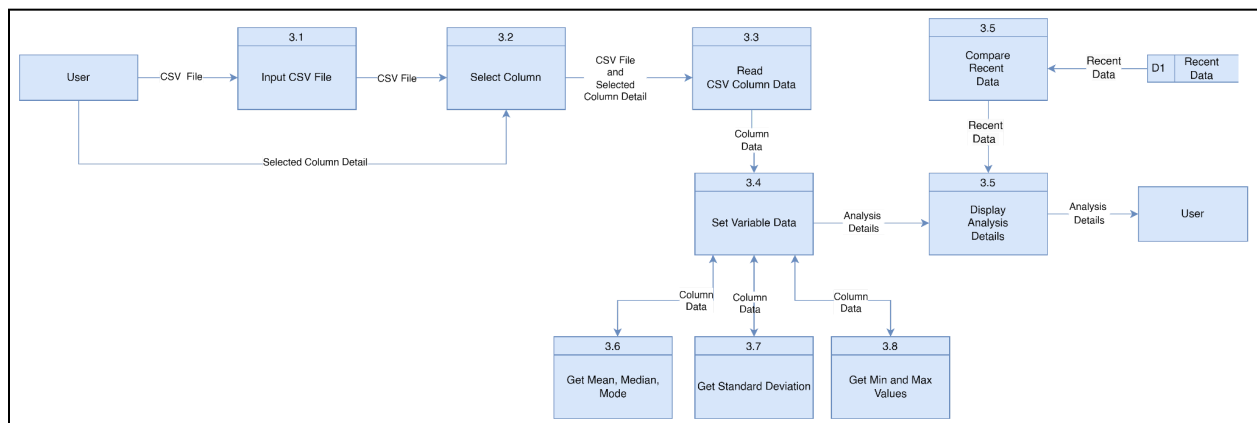 User
CSV File
3.1
Input CSV File
CSV File
3.2
Select Column
CSV File
and
Selected
Column Detail
3.3
Read
CSV Column Data
3.5
Compare
Recent
Data
Recent
Data
D1
Recent
Data
Selected Column Detail
Column
Data
Recent
Data
3.4
Set Variable Data
Analysis
Details
3.5
Display
Analysis
Details
Analysis
Details
User
Column
Data
Column
Data
Column
Data
3.6
Get Mean, Median,
Mode
3.7
Get Standard Deviation
3.8
Get Min and Max
Values